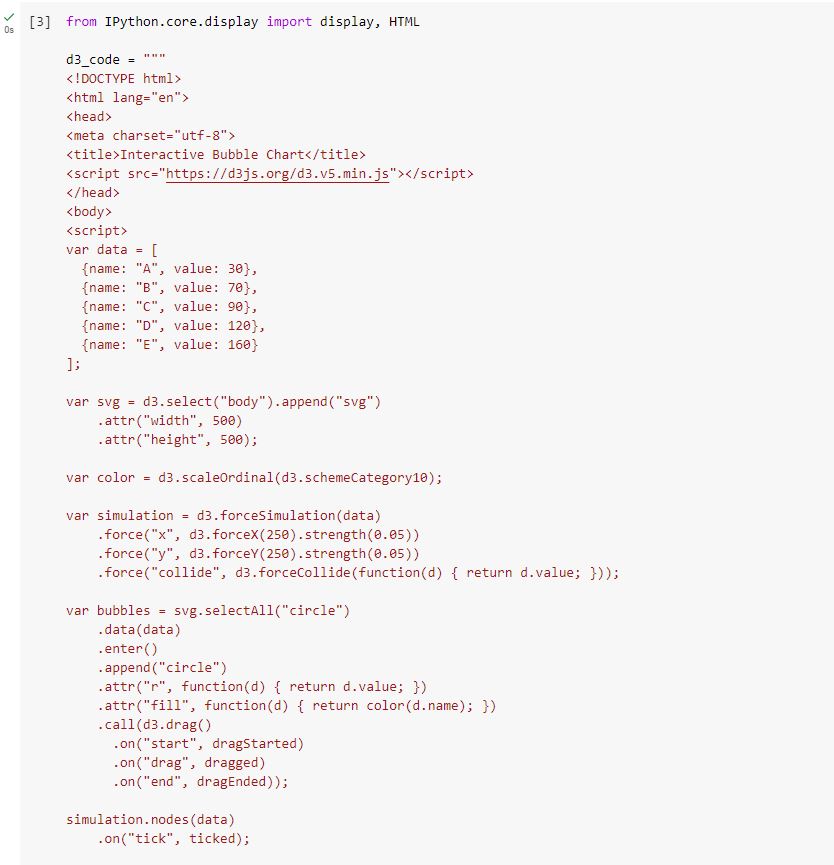 [3] from IPython.core.display import display, HTML
0s
d3_code = """
<!DOCTYPE html>
<html lang="en">
<head>
<meta charset="utf-8">
<title>Interactive Bubble Chart</title>
<script src="https://d3js.org/d3.v5.min.js"></script>
</head>
<body>
<script>
var data = [
  {name: "A", value: 30},
  {name: "B", value: 70},
  {name: "C", value: 90},
  {name: "D", value: 120},
  {name: "E", value: 160}
];
var svg = d3.select("body").append("svg")
    .attr("width", 500)
    .attr("height", 500);
var color = d3.scaleOrdinal(d3.schemeCategory10);
var simulation = d3.forceSimulation(data)
    .force("x", d3.forceX(250).strength(0.05))
    .force("y", d3.forceY(250).strength(0.05))
    .force("collide", d3.forceCollide(function(d) { return d.value; }));
var bubbles = svg.selectAll("circle")
    .data(data)
    .enter()
    .append("circle")
    .attr("r", function(d) { return d.value; })
    .attr("fill", function(d) { return color(d.name); })
    .call(d3.drag()
      .on("start", dragStarted)
      .on("drag", dragged)
      .on("end", dragEnded));
simulation.nodes(data)
    .on("tick", ticked);